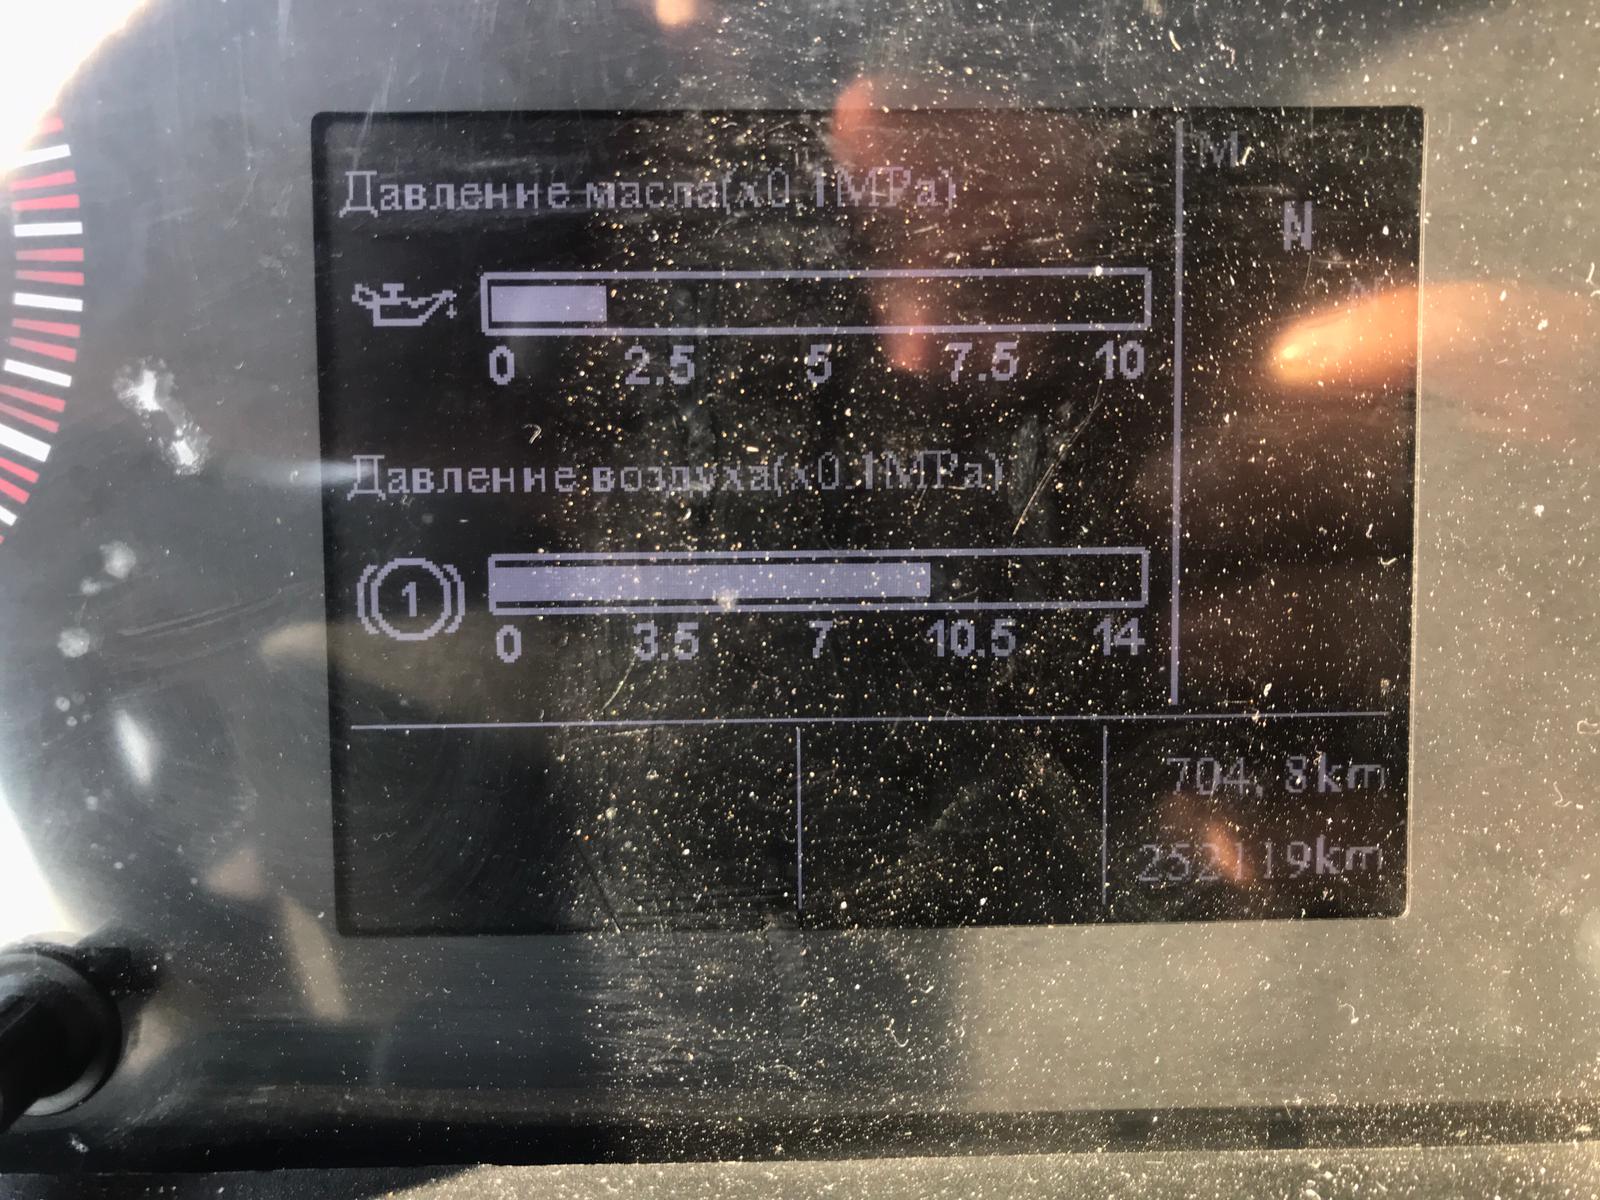 Давление масла(x0.1MPa)
N
0 2.5 5 7.5 10
Давление воздуха(x0.1MPa)
1
0 3.5 7 10.5 14
704.8km
252119km